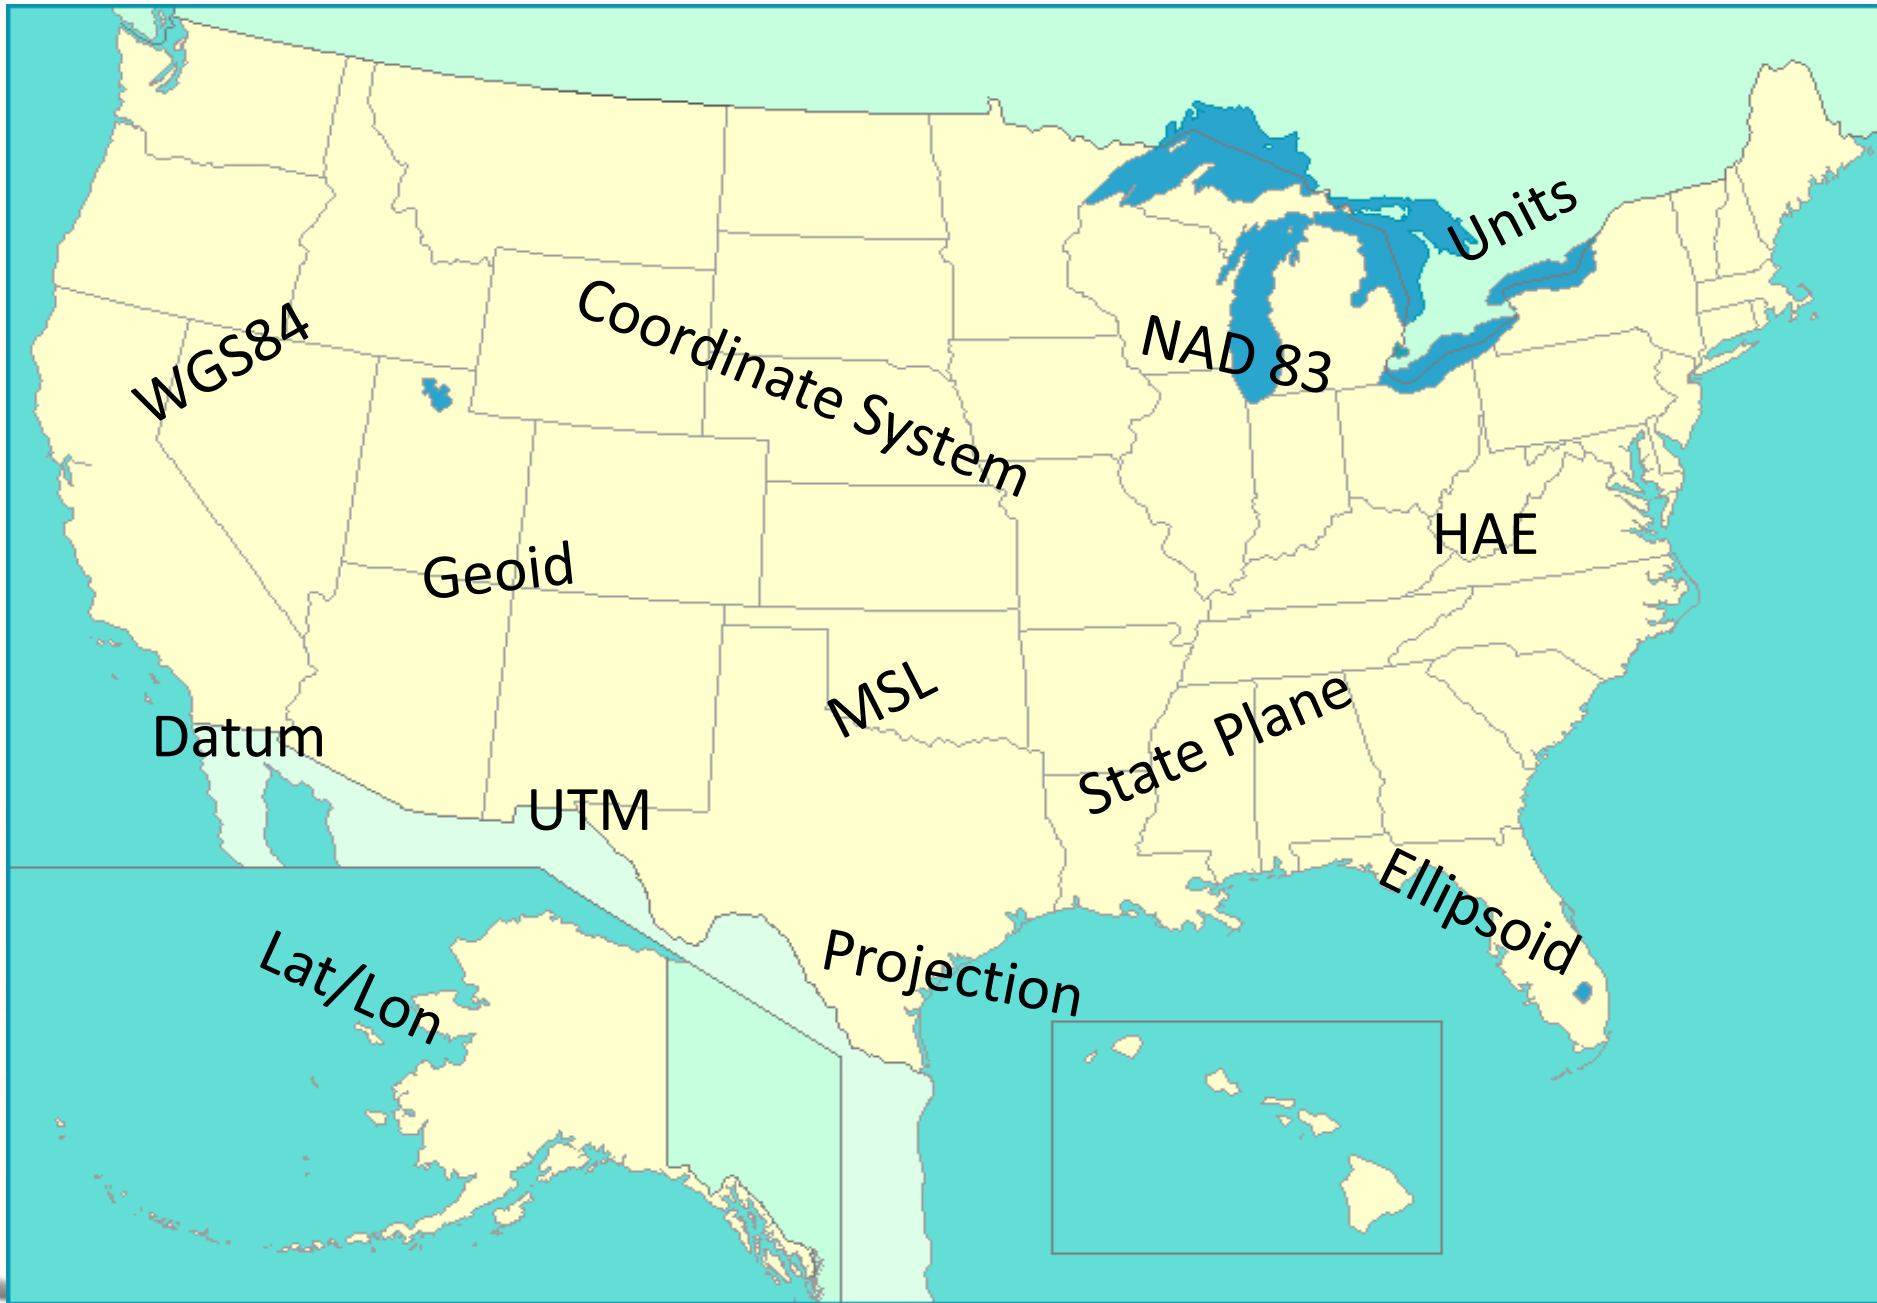 Units
WGS84
Coordinate System
NAD 83
HAE
Geoid
MSL
State Plane
Datum
UTM
Ellipsoid
Lat/Lon
Projection